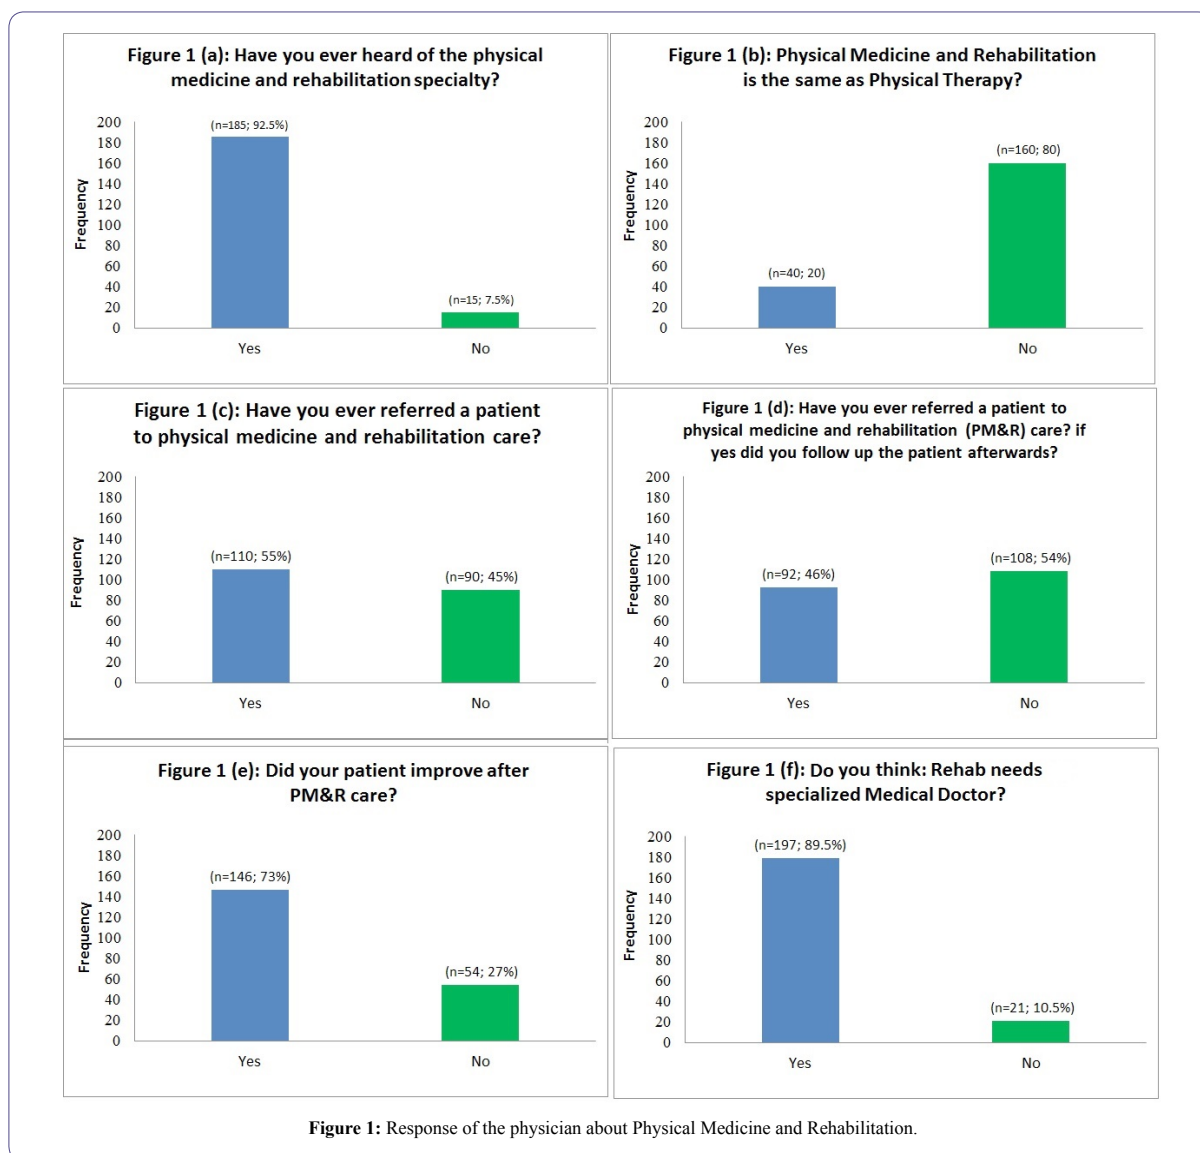 Figure 1 (a): Have you ever heard of the physical
medicine and rehabilitation specialty?
Frequency
200
180
160
140
120
100
80
60
40
20
0
(n=185; 92.5%)
(n=15; 7.5%)
Yes
No
Figure 1 (b): Physical Medicine and Rehabilitation
is the same as Physical Therapy?
Frequency
200
180
160
140
120
100
80
60
40
20
0
(n=40; 20)
(n=160; 80)
Yes
No
Figure 1 (c): Have you ever referred a patient
to physical medicine and rehabilitation care?
Frequency
200
180
160
140
120
100
80
60
40
20
0
(n=110; 55%)
(n=90; 45%)
Yes
No
Figure 1 (d): Have you ever referred a patient to
physical medicine and rehabilitation (PM&R) care? if
yes did you follow up the patient afterwards?
Frequency
200
180
160
140
120
100
80
60
40
20
0
(n=92; 46%)
(n=108; 54%)
Yes
No
Figure 1 (e): Did your patient improve after
PM&R care?
Frequency
200
180
160
140
120
100
80
60
40
20
0
(n=146; 73%)
(n=54; 27%)
Yes
No
Figure 1 (f): Do you think: Rehab needs
specialized Medical Doctor?
Frequency
200
180
160
140
120
100
80
60
40
20
0
(n=197; 89.5%)
(n=21; 10.5%)
Yes
No
Figure 1: Response of the physician about Physical Medicine and Rehabilitation.